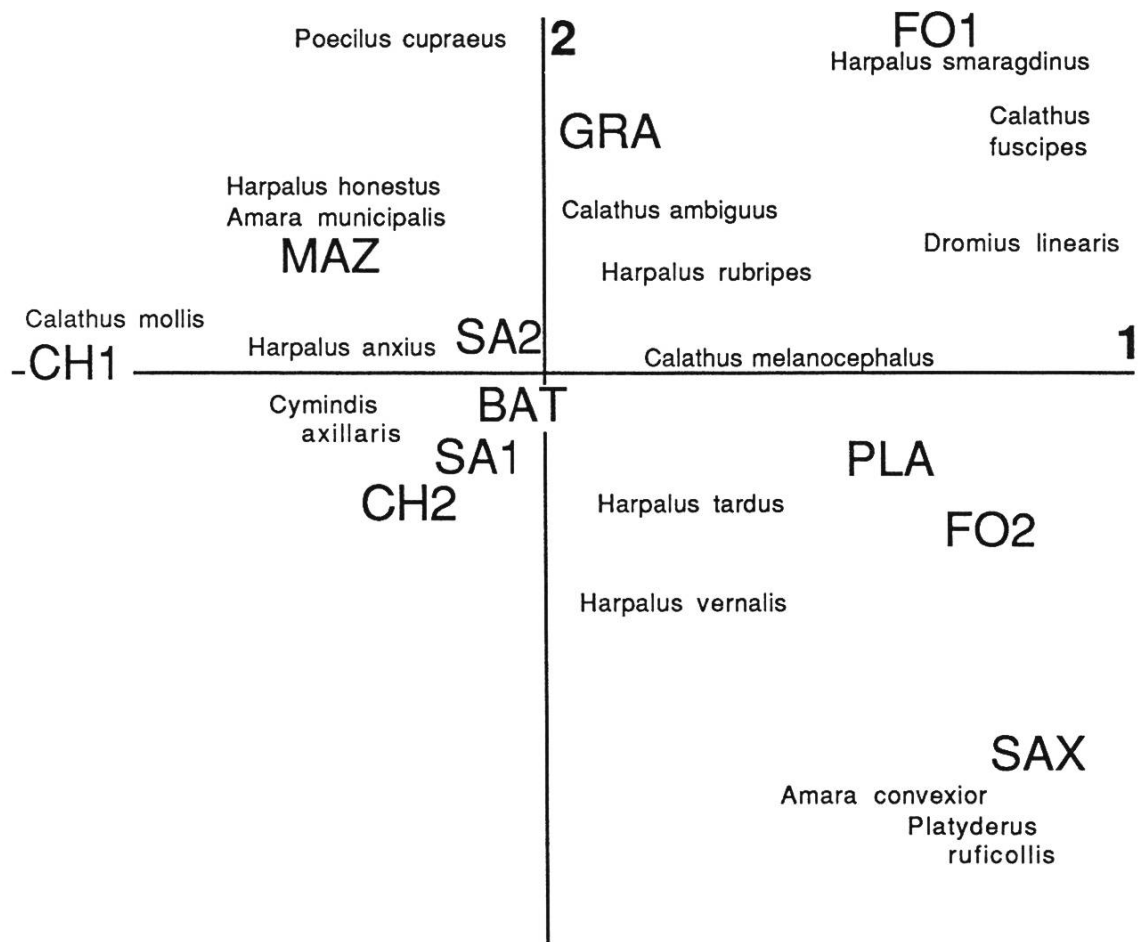 FO1
Poecilus cupraeus
2
Harpalus smaragdinus
Calathus
fuscipes
GRA
Harpalus honestus
Amara municipalis
Calathus ambiguus
MAZ
Dromius linearis
Harpalus rubripes
Calathus mollis
SA2
1
Harpalus anxius
Calathus melanocephalus
CH1
Cymindis
axillaris
BAT
SA1
PLA
CH2
Harpalus tardus
FO2
Harpalus vernalis
SAX
Amara convexior
Platyderus
ruficollis